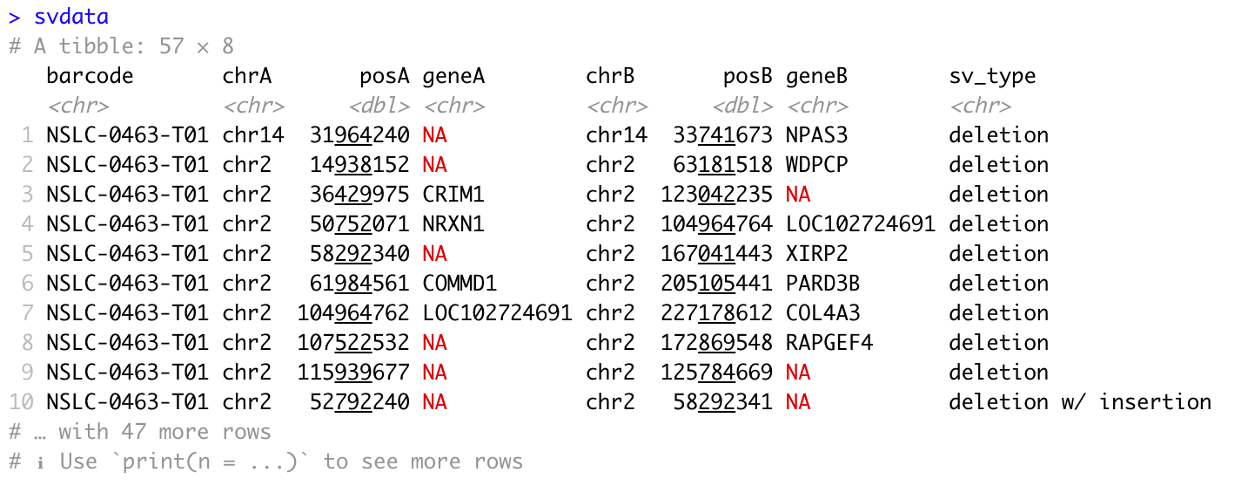 > svdata
# A tibble: 57 × 8
   barcode       chrA       posA geneA        chrB       posB geneB        sv_type
   <chr>         <chr>     <dbl> <chr>        <chr>     <dbl> <chr>        <chr>
 1 NSLC-0463-T01 chr14  31964240 NA           chr14  33741673 NPAS3        deletion
 2 NSLC-0463-T01 chr2   14938152 NA           chr2   63181518 WDPCP        deletion
 3 NSLC-0463-T01 chr2   36429975 CRIM1        chr2  123042235 NA           deletion
 4 NSLC-0463-T01 chr2   50752071 NRXN1        chr2  104964764 LOC102724691 deletion
 5 NSLC-0463-T01 chr2   58292340 NA           chr2  167041443 XIRP2        deletion
 6 NSLC-0463-T01 chr2   61984561 COMMD1       chr2  205105441 PARD3B       deletion
 7 NSLC-0463-T01 chr2  104964762 LOC102724691 chr2  227178612 COL4A3       deletion
 8 NSLC-0463-T01 chr2  107522532 NA           chr2  172869548 RAPGEF4      deletion
 9 NSLC-0463-T01 chr2  115939677 NA           chr2  125784669 NA           deletion
10 NSLC-0463-T01 chr2   52792240 NA           chr2   58292341 NA           deletion w/ insertion
# … with 47 more rows
# ℹ Use `print(n = ...)` to see more rows